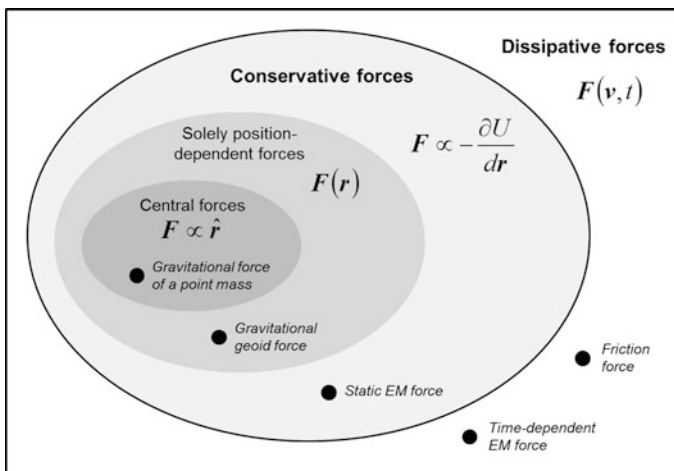 Dissipative forces
F(v,t)
Conservative forces
F ∝ -∂U/dr
Solely position-
dependent forces
F(r)
Central forces
F ∝ r̂
Gravitational force
of a point mass
Gravitational
geoid force
Static EM force
Friction
force
Time-dependent
EM force